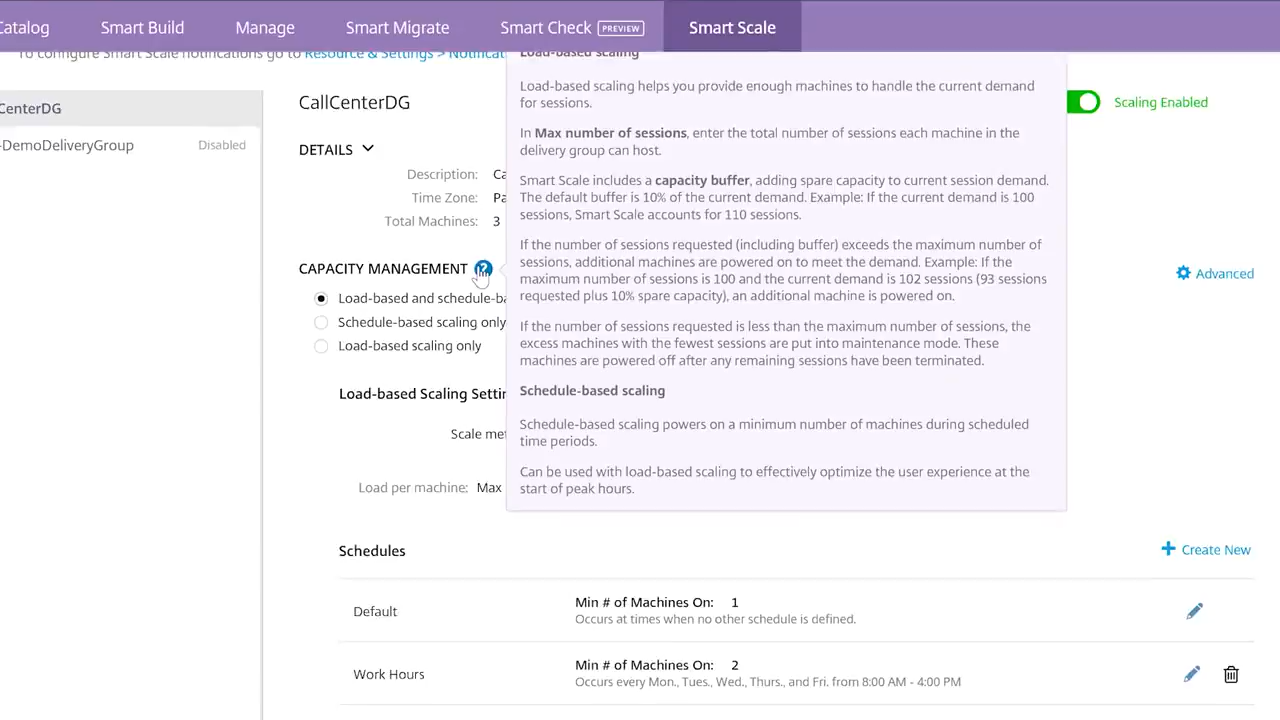 Catalog
Smart Build
Manage
Smart Migrate
Smart Check PREVIEW
Smart Scale
To configure Smart Scale notifications go to Resource & Settings > Notificat
CenterDG
-DemoDeliveryGroup
Disabled
CallCenterDG
Scaling Enabled
DETAILS
Description: Ca
Time Zone: Pa
Total Machines: 3
CAPACITY MANAGEMENT
Advanced
Load-based and schedule-ba
Schedule-based scaling only
Load-based scaling only
Load-based Scaling Settin
Scale met
Load per machine: Max
Load-based scaling
Load-based scaling helps you provide enough machines to handle the current demand
for sessions.
In Max number of sessions, enter the total number of sessions each machine in the
delivery group can host.
Smart Scale includes a capacity buffer, adding spare capacity to current session demand.
The default buffer is 10% of the current demand. Example: If the current demand is 100
sessions, Smart Scale accounts for 110 sessions.
If the number of sessions requested (including buffer) exceeds the maximum number of
sessions, additional machines are powered on to meet the demand. Example: If the
maximum number of sessions is 100 and the current demand is 102 sessions (93 sessions
requested plus 10% spare capacity), an additional machine is powered on.
If the number of sessions requested is less than the maximum number of sessions, the
excess machines with the fewest sessions are put into maintenance mode. These
machines are powered off after any remaining sessions have been terminated.
Schedule-based scaling
Schedule-based scaling powers on a minimum number of machines during scheduled
time periods.
Can be used with load-based scaling to effectively optimize the user experience at the
start of peak hours.
Schedules
Create New
Default
Min # of Machines On: 1
Occurs at times when no other schedule is defined.
Work Hours
Min # of Machines On: 2
Occurs every Mon., Tues., Wed., Thurs., and Fri. from 8:00 AM - 4:00 PM